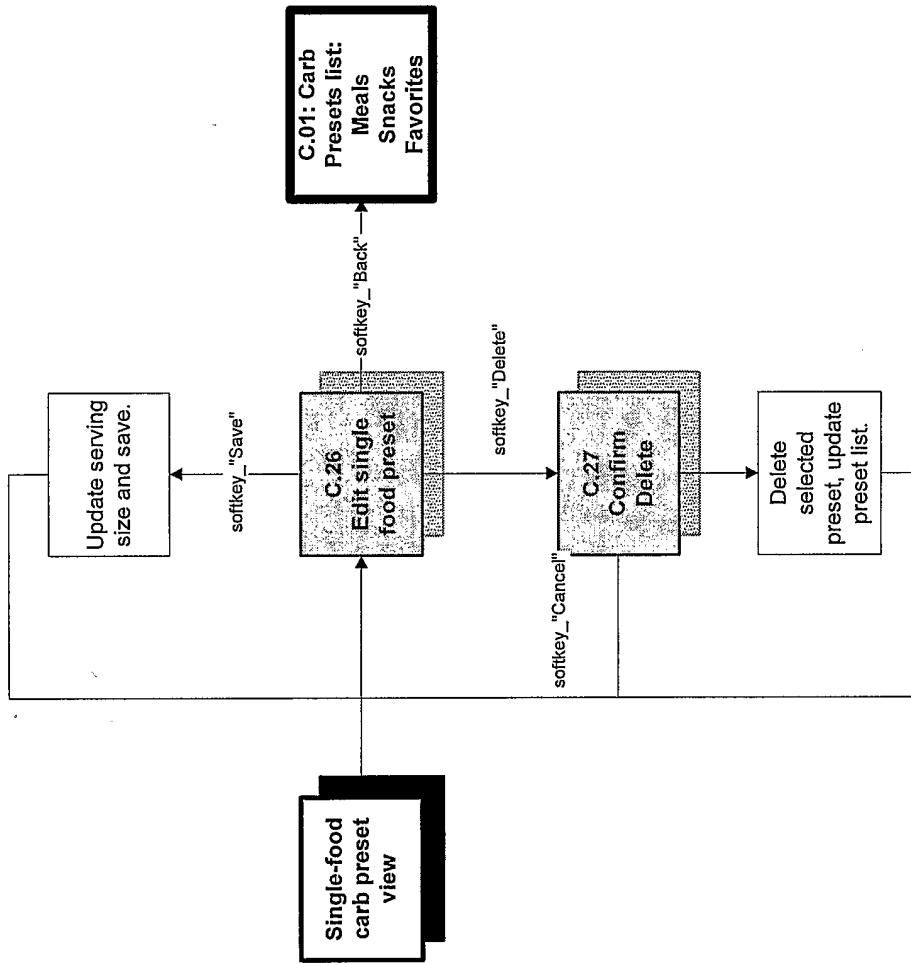 Single-food
carb preset
view
Update serving
size and save.
softkey_"Save"
C.26
Edit single
food preset
softkey_"Back"
C.01: Carb
Presets list:
Meals
Snacks
Favorites
softkey_"Delete"
softkey_"Cancel"
C.27
Confirm
Delete
Delete
selected
preset, update
preset list.